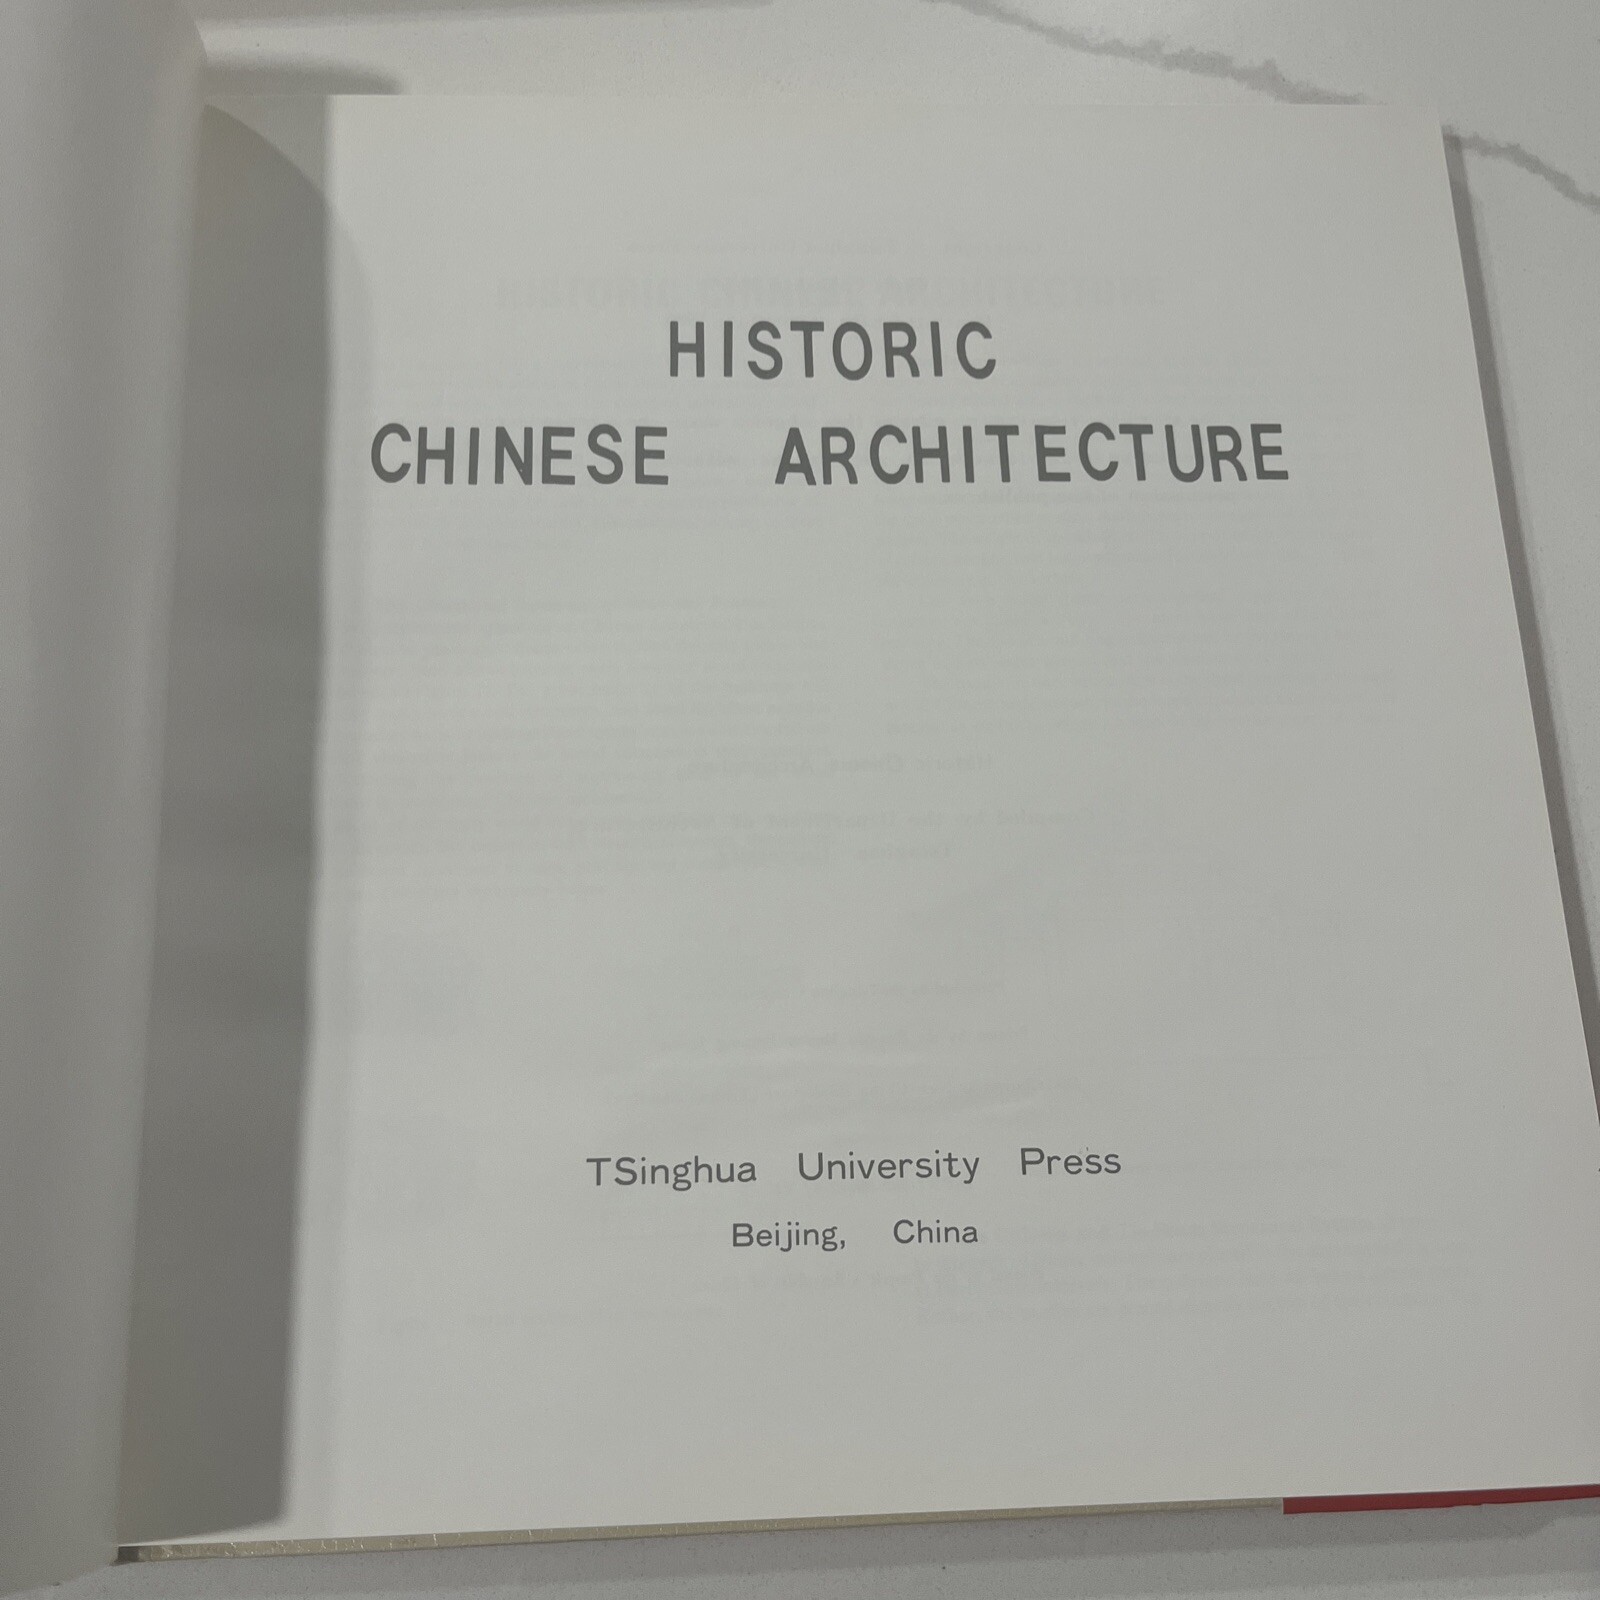 HISTORIC
CHINESE ARCHITECTURE
TSinghua University Press
Beijing, China